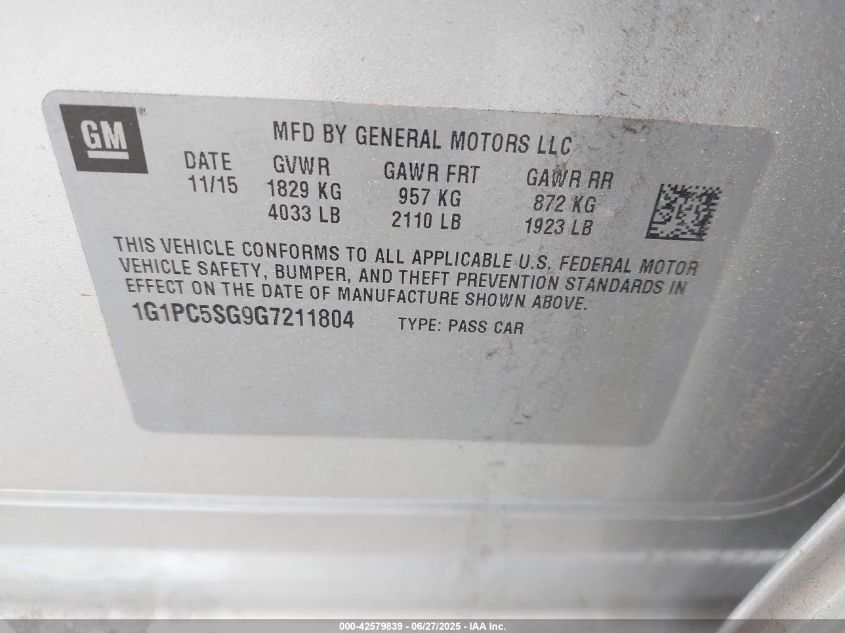 GM ®
MFD BY GENERAL MOTORS LLC
DATE GVWR GAWR FRT GAWR RR
11/15 1829 KG 957 KG 872 KG
4033 LB 2110 LB 1923 LB
THIS VEHICLE CONFORMS TO ALL APPLICABLE U.S. FEDERAL MOTOR
VEHICLE SAFETY, BUMPER, AND THEFT PREVENTION STANDARDS IN
EFFECT ON THE DATE OF MANUFACTURE SHOWN ABOVE.
1G1PC5SG9G7211804 TYPE: PASS CAR
000-42579839 - 06/27/2025 - IAA Inc.